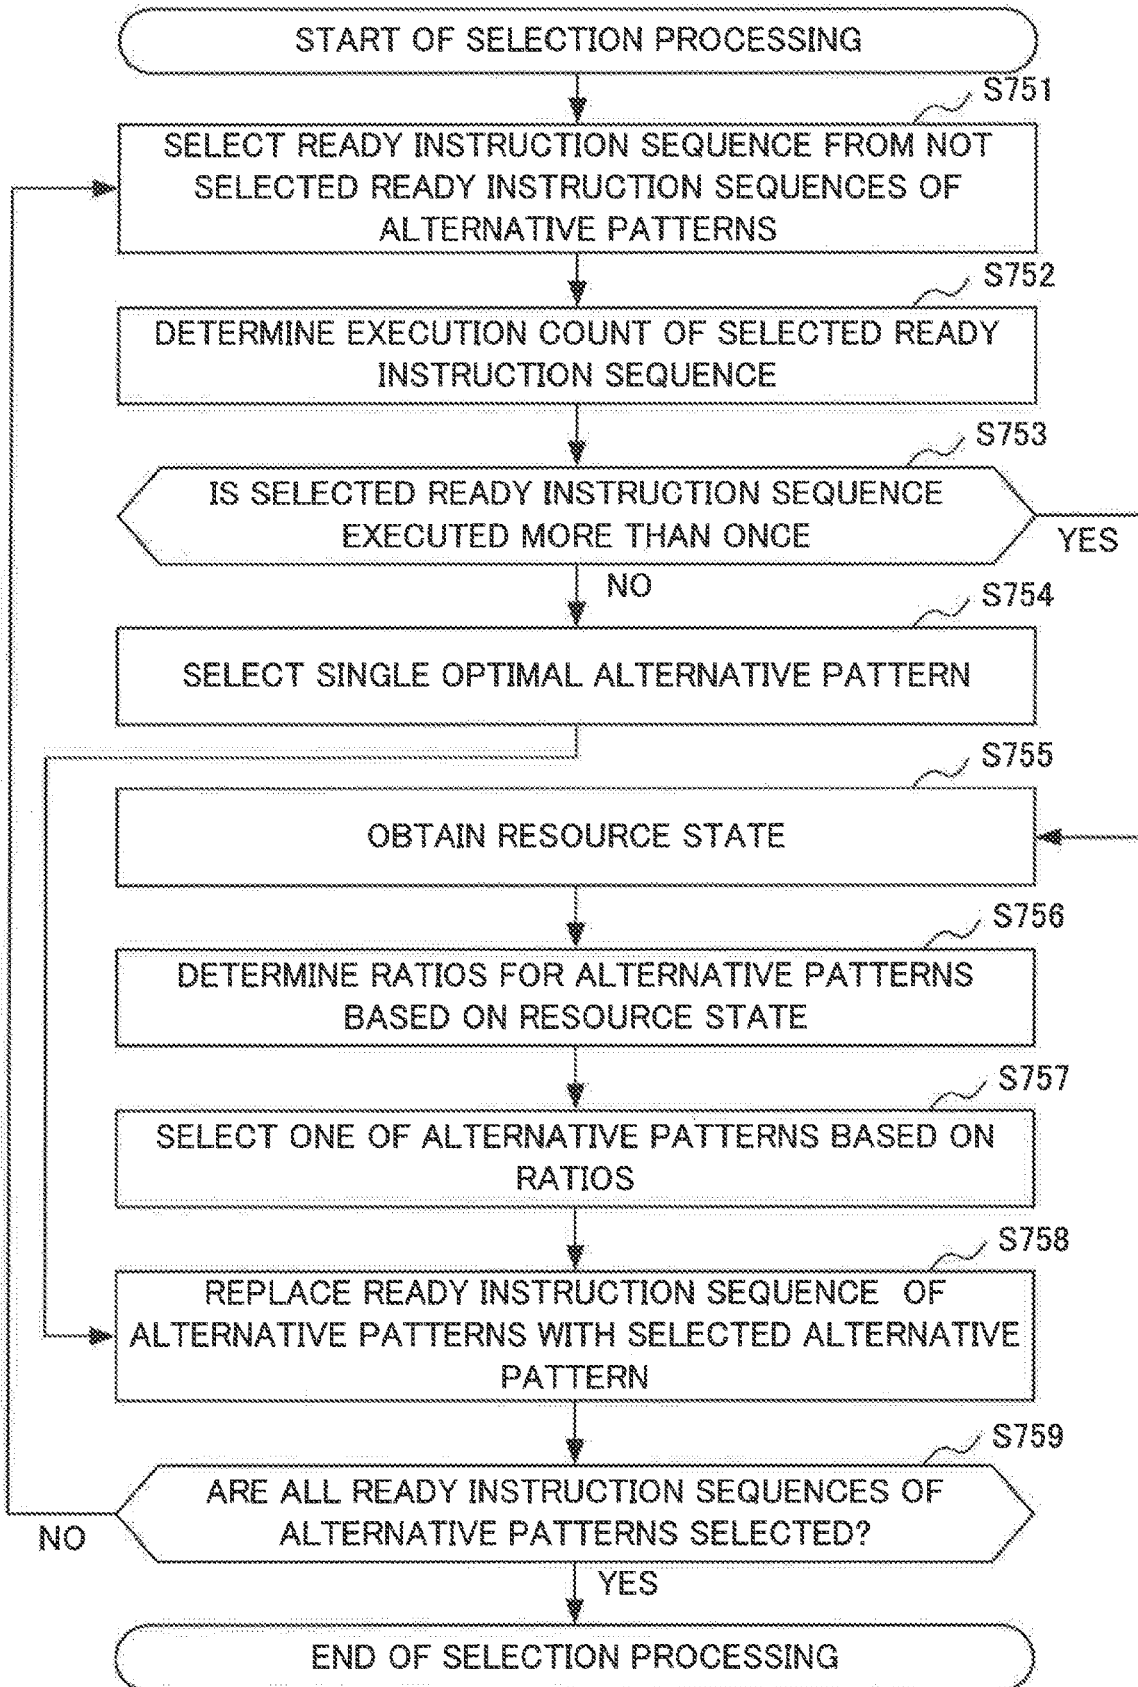 START OF SELECTION PROCESSING
S751
SELECT READY INSTRUCTION SEQUENCE FROM NOT
SELECTED READY INSTRUCTION SEQUENCES OF
ALTERNATIVE PATTERNS
S752
DETERMINE EXECUTION COUNT OF SELECTED READY
INSTRUCTION SEQUENCE
S753
IS SELECTED READY INSTRUCTION SEQUENCE
EXECUTED MORE THAN ONCE
YES
NO
S754
SELECT SINGLE OPTIMAL ALTERNATIVE PATTERN
S755
OBTAIN RESOURCE STATE
S756
DETERMINE RATIOS FOR ALTERNATIVE PATTERNS
BASED ON RESOURCE STATE
S757
SELECT ONE OF ALTERNATIVE PATTERNS BASED ON
RATIOS
S758
REPLACE READY INSTRUCTION SEQUENCE OF
ALTERNATIVE PATTERNS WITH SELECTED ALTERNATIVE
PATTERN
S759
ARE ALL READY INSTRUCTION SEQUENCES OF
ALTERNATIVE PATTERNS SELECTED?
NO
YES
END OF SELECTION PROCESSING